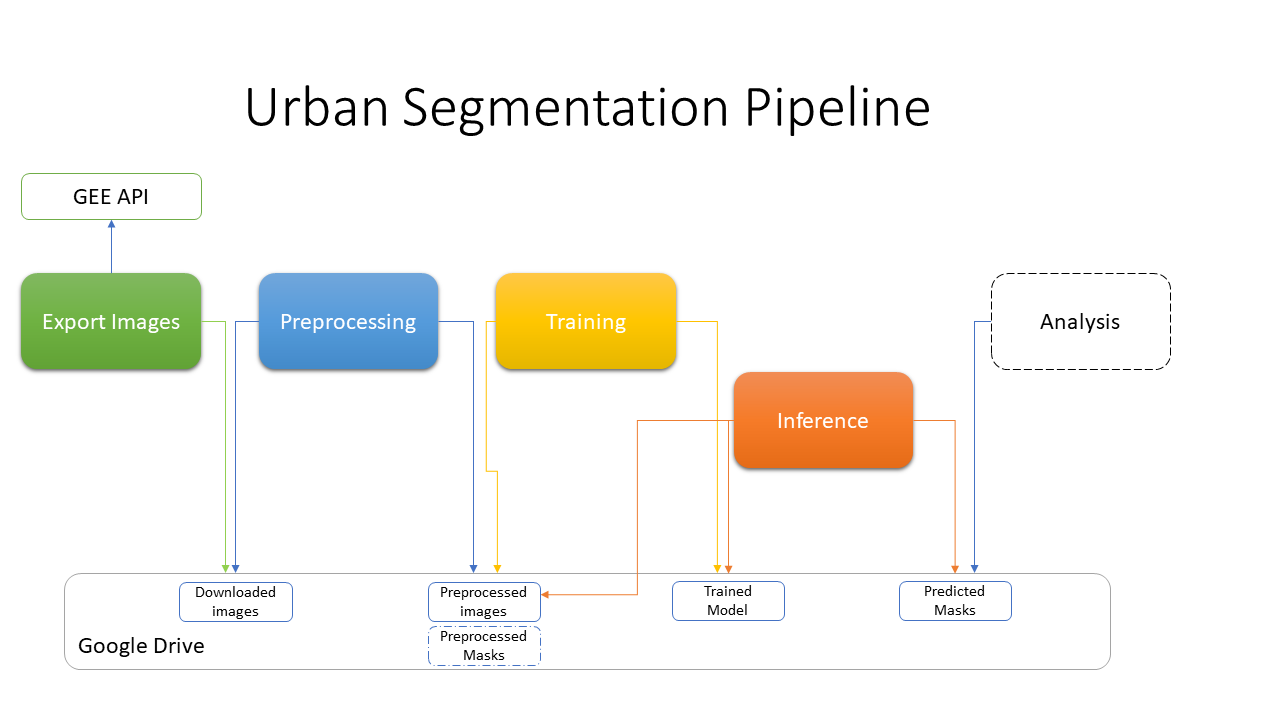 Urban Segmentation Pipeline
GEE API
Export Images
Preprocessing
Training
Analysis
Inference
Downloaded
images
Preprocessed
images
Trained
Model
Predicted
Masks
Google Drive
Preprocessed
Masks